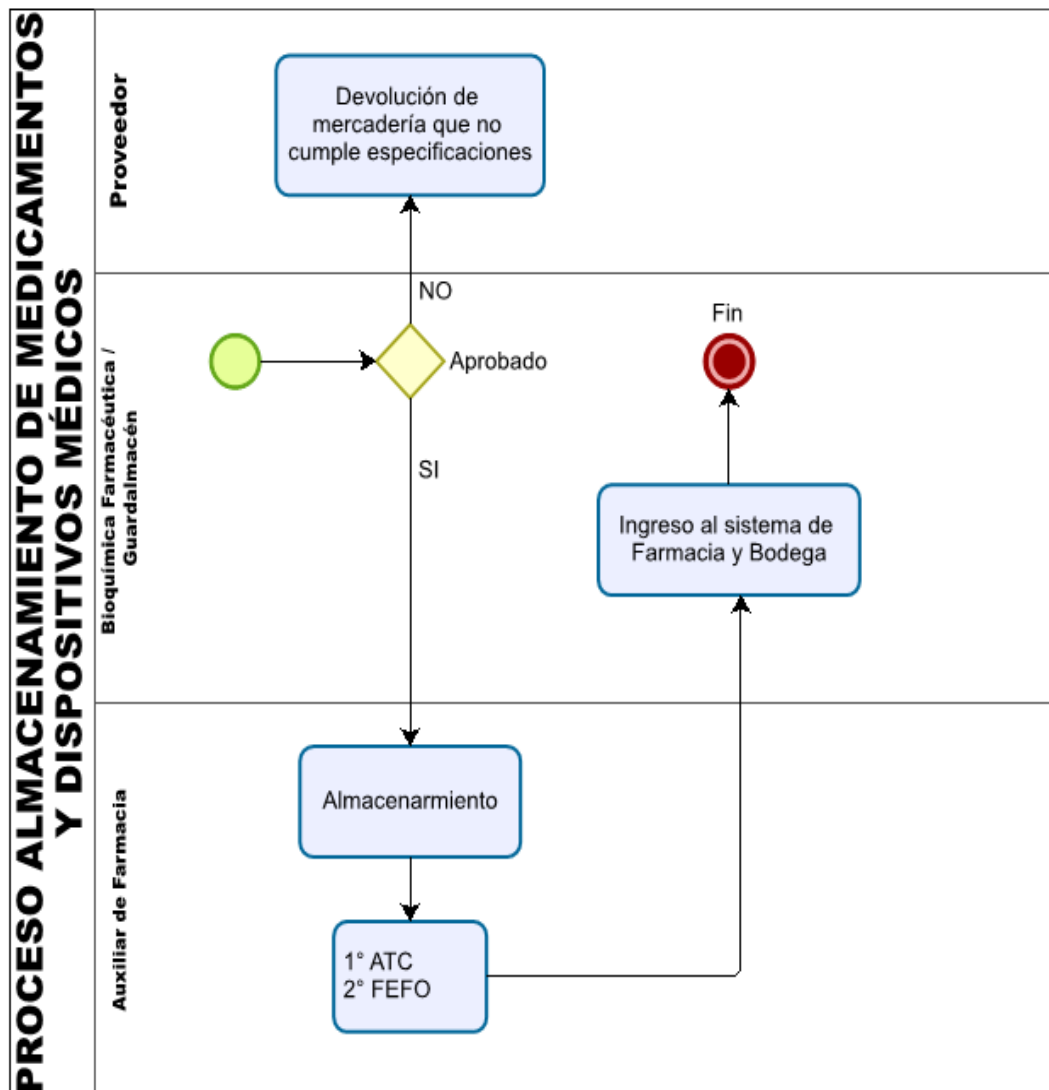 PROCESO ALMACENAMIENTO DE MEDICAMENTOS
Y DISPOSITIVOS MÉDICOS
Proveedor
Devolución de
mercadería que no
cumple especificaciones
Bioquímica Farmacéutica /
Guardalmacén
NO
Aprobado
SI
Fin
Ingreso al sistema de
Farmacia y Bodega
Auxiliar de Farmacia
Almacenarmiento
1° ATC
2° FEFO